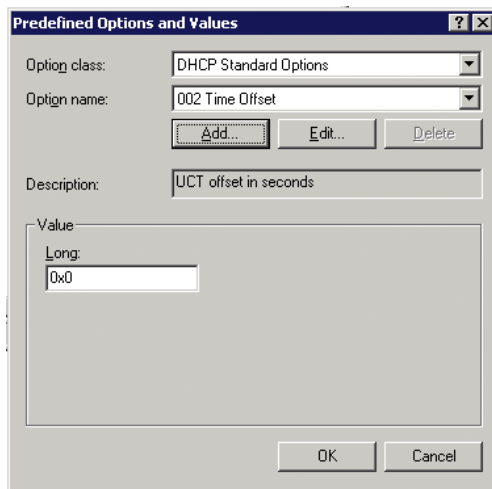 Predefined Options and Values
Option class: DHCP Standard Options
Option name: 002 Time Offset
Add... Edit... Delete
Description: UCT offset in seconds
Value
Long:
0x0
OK Cancel